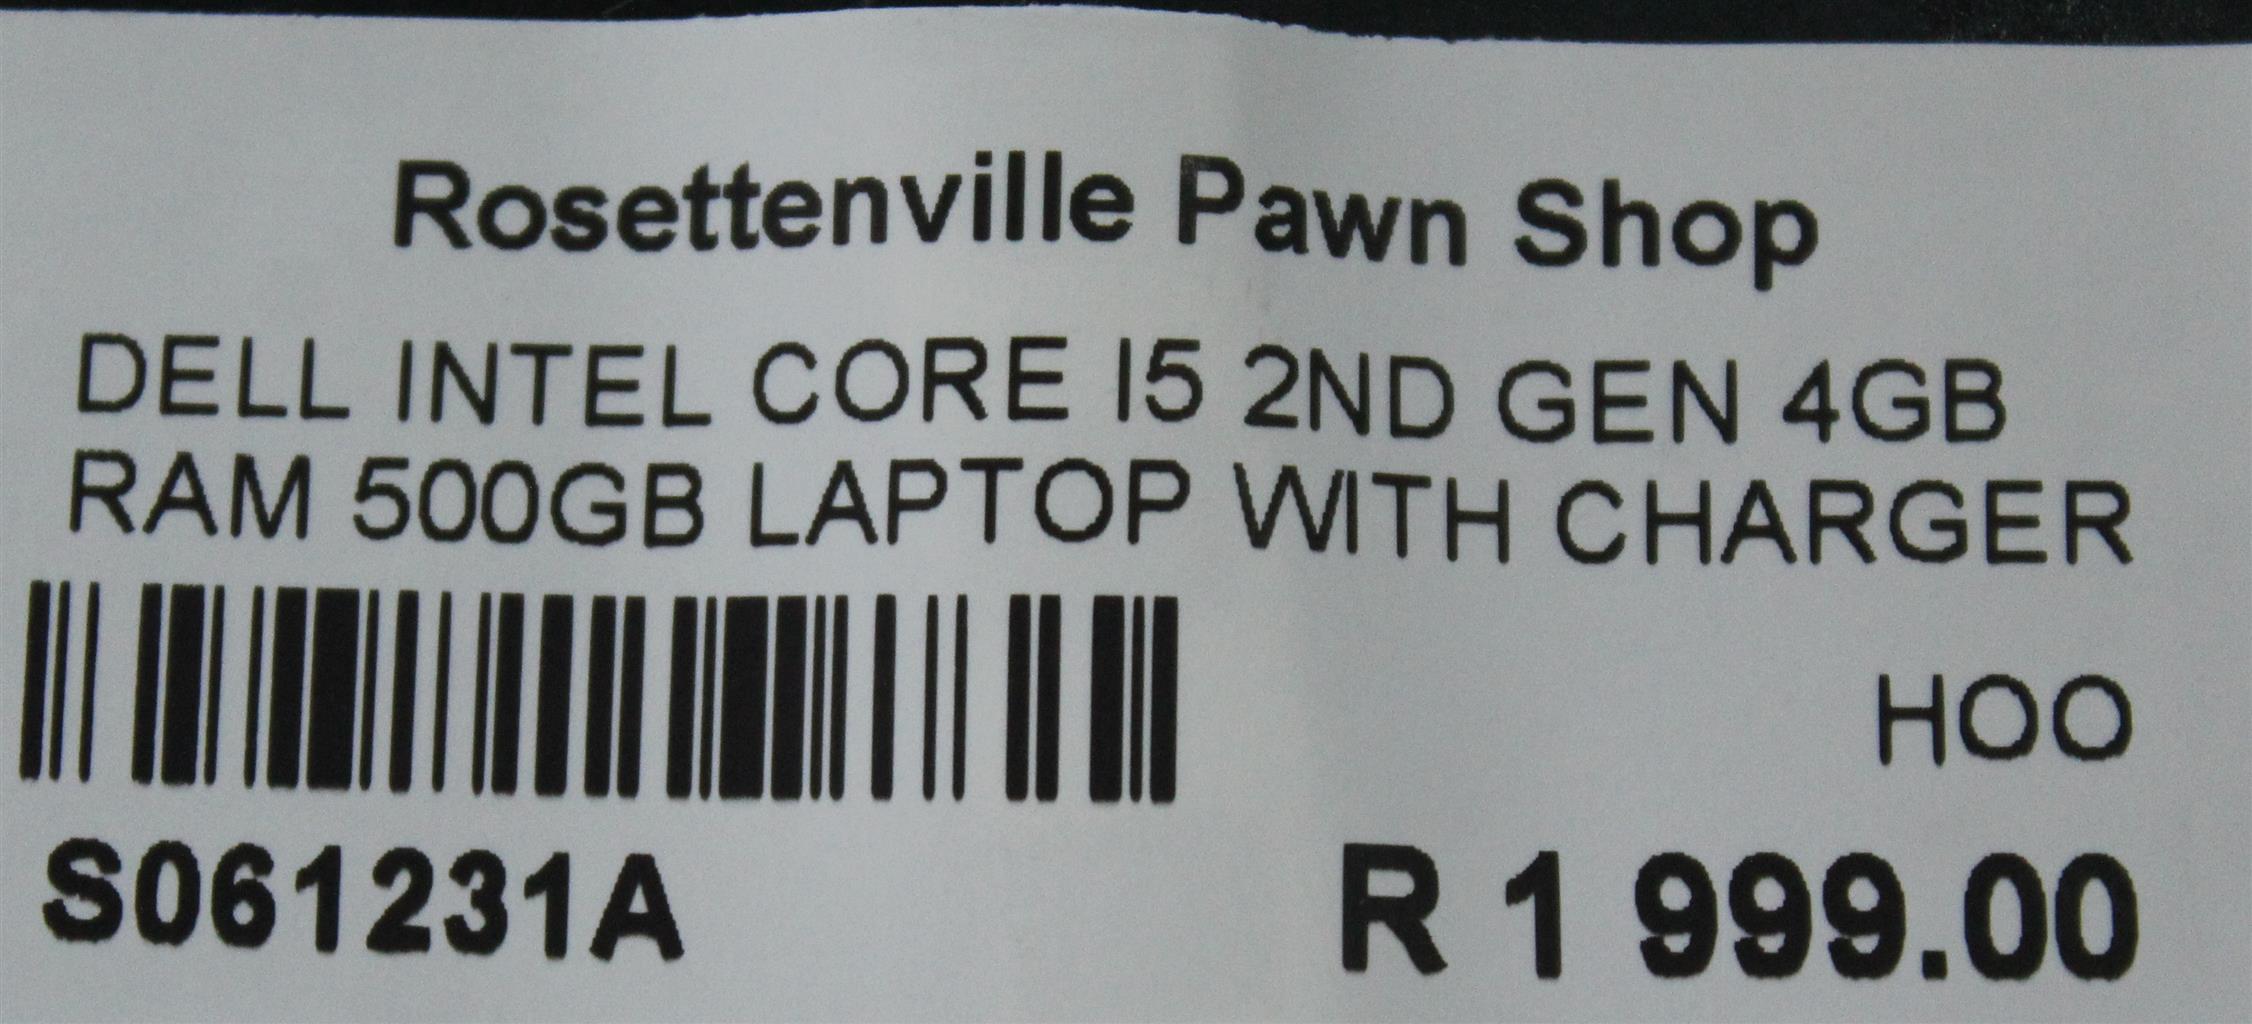 Rosettenville Pawn Shop
DELL INTEL CORE I5 2ND GEN 4GB
RAM 500GB LAPTOP WITH CHARGER
HOO
S061231A R 1 999.00